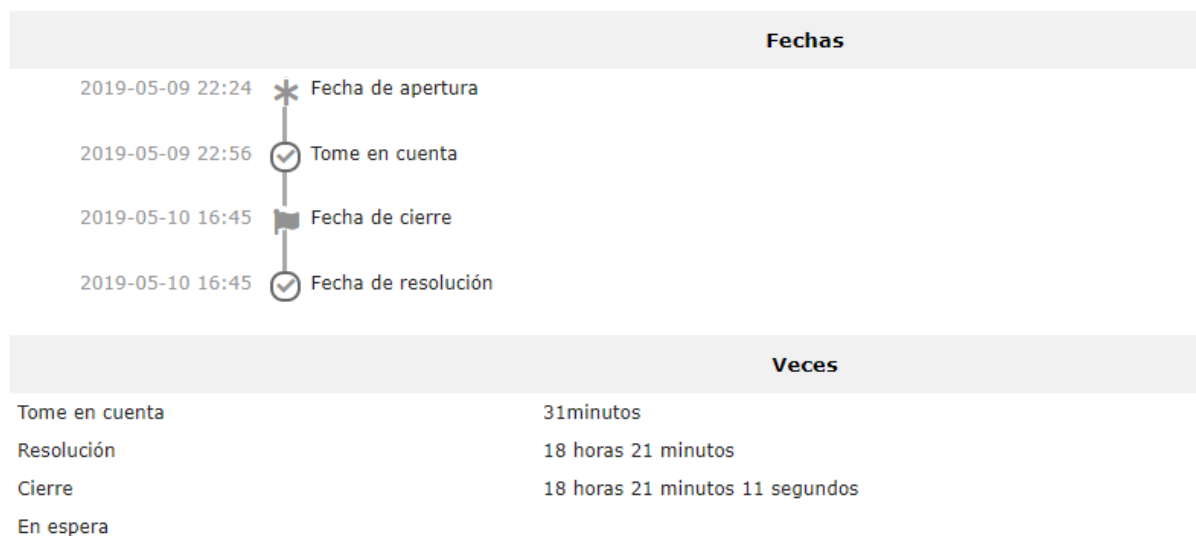 Fechas
2019-05-09 22:24 Fecha de apertura
2019-05-09 22:56 Tome en cuenta
2019-05-10 16:45 Fecha de cierre
2019-05-10 16:45 Fecha de resolución
Veces
Tome en cuenta 31minutos
Resolución 18 horas 21 minutos
Cierre 18 horas 21 minutos 11 segundos
En espera